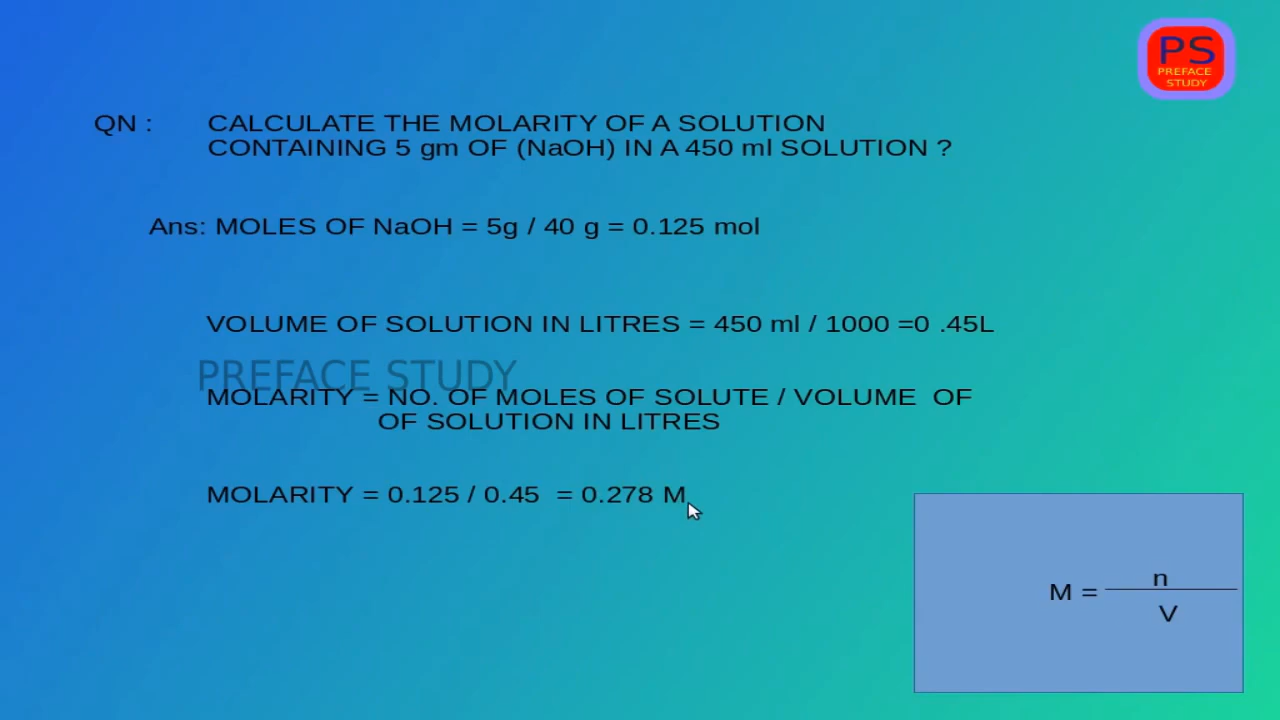 PS
PREFACE
STUDY
QN : CALCULATE THE MOLARITY OF A SOLUTION
CONTAINING 5 gm OF (NaOH) IN A 450 ml SOLUTION ?
Ans: MOLES OF NaOH = 5g / 40 g = 0.125 mol
VOLUME OF SOLUTION IN LITRES = 450 ml / 1000 =0 .45L
PREFACE STUDY
MOLARITY = NO. OF MOLES OF SOLUTE / VOLUME OF
OF SOLUTION IN LITRES
MOLARITY = 0.125 / 0.45 = 0.278 M
n
M =
V